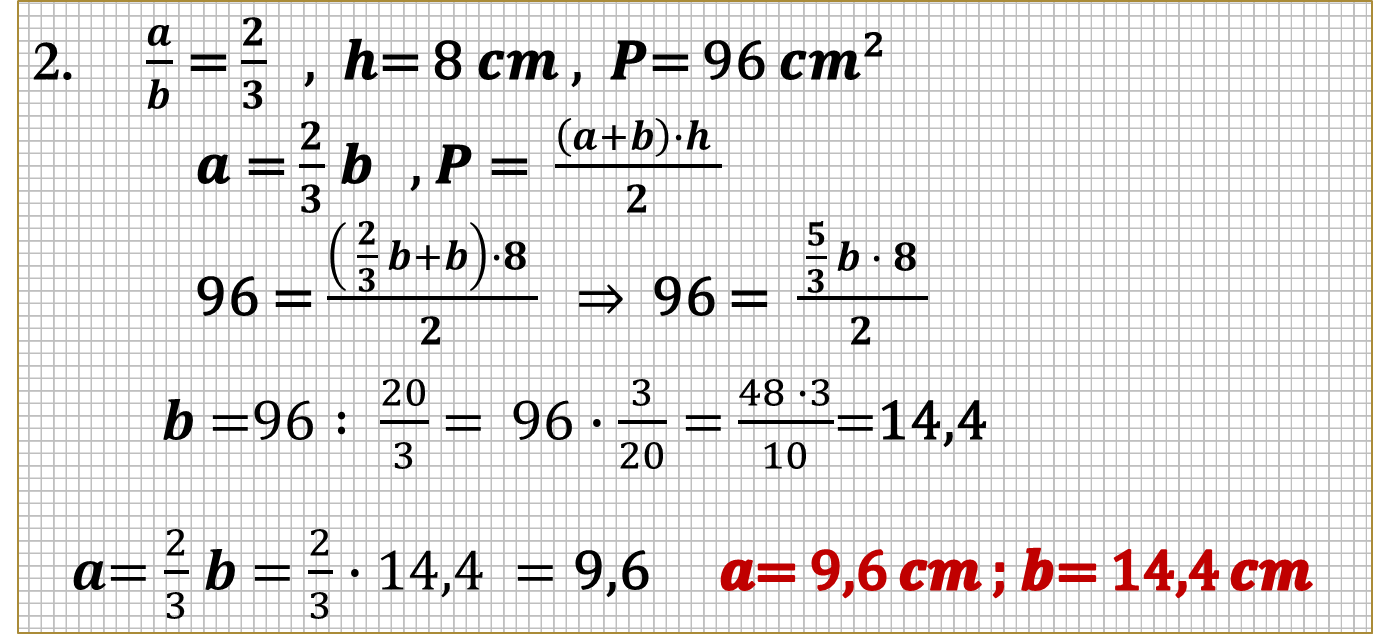 2. a/b = 2/3 , h= 8 cm , P= 96 cm²
a = 2/3 b , P = (a+b)·h/2
96 = (2/3 b+b)·8/2 ⇒ 96 = 5/3 b · 8/2
b =96 : 20/3 = 96 · 3/20 = 48 ·3/10 =14,4
a= 2/3 b = 2/3 · 14,4 = 9,6 a= 9,6 cm ; b= 14,4 cm